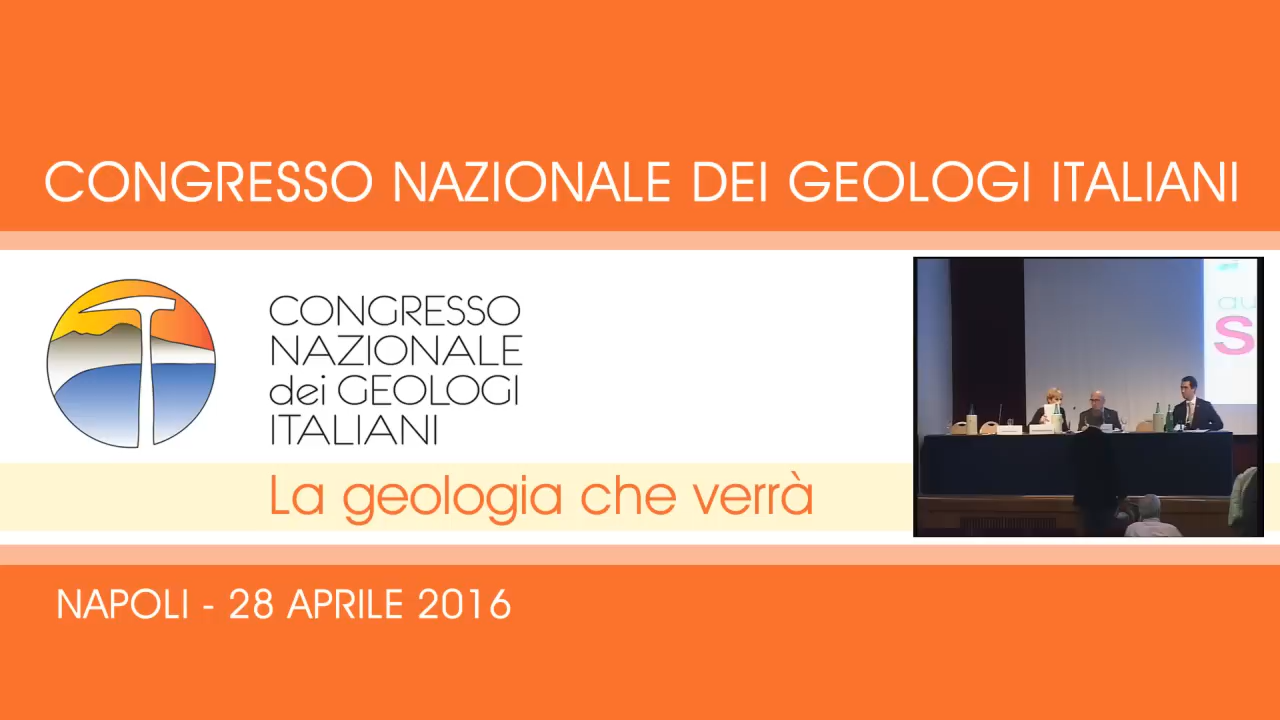 CONGRESSO NAZIONALE DEI GEOLOGI ITALIANI
CONGRESSO
NAZIONALE
dei GEOLOGI
ITALIANI
La geologia che verrà
NAPOLI - 28 APRILE 2016